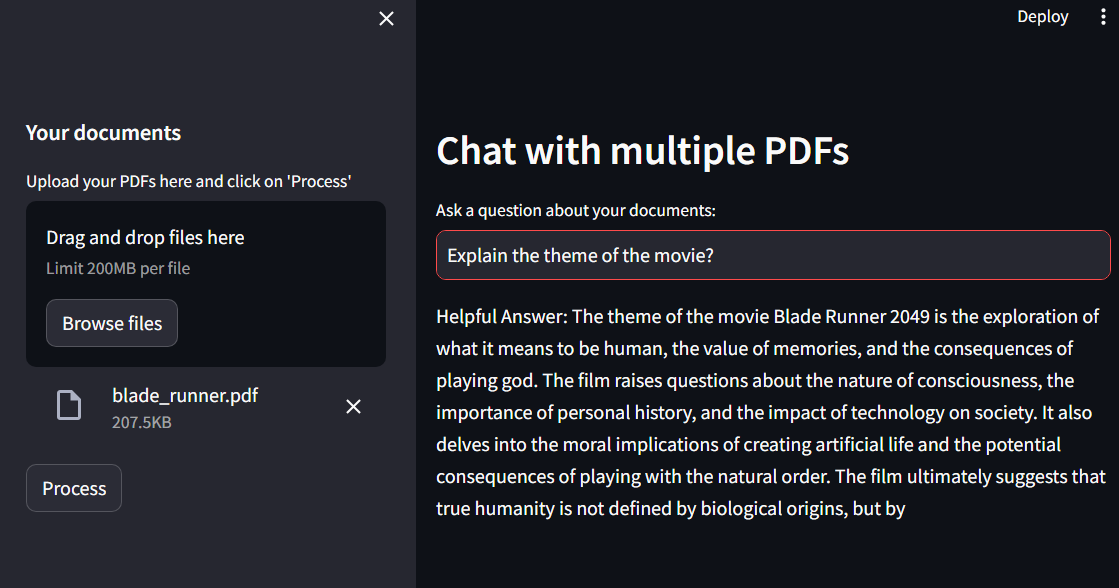 Deploy
Your documents
Upload your PDFs here and click on 'Process'
Drag and drop files here
Limit 200MB per file
Browse files
blade_runner.pdf
207.5KB
Process
Chat with multiple PDFs
Ask a question about your documents:
Explain the theme of the movie?
Helpful Answer: The theme of the movie Blade Runner 2049 is the exploration of
what it means to be human, the value of memories, and the consequences of
playing god. The film raises questions about the nature of consciousness, the
importance of personal history, and the impact of technology on society. It also
delves into the moral implications of creating artificial life and the potential
consequences of playing with the natural order. The film ultimately suggests that
true humanity is not defined by biological origins, but by